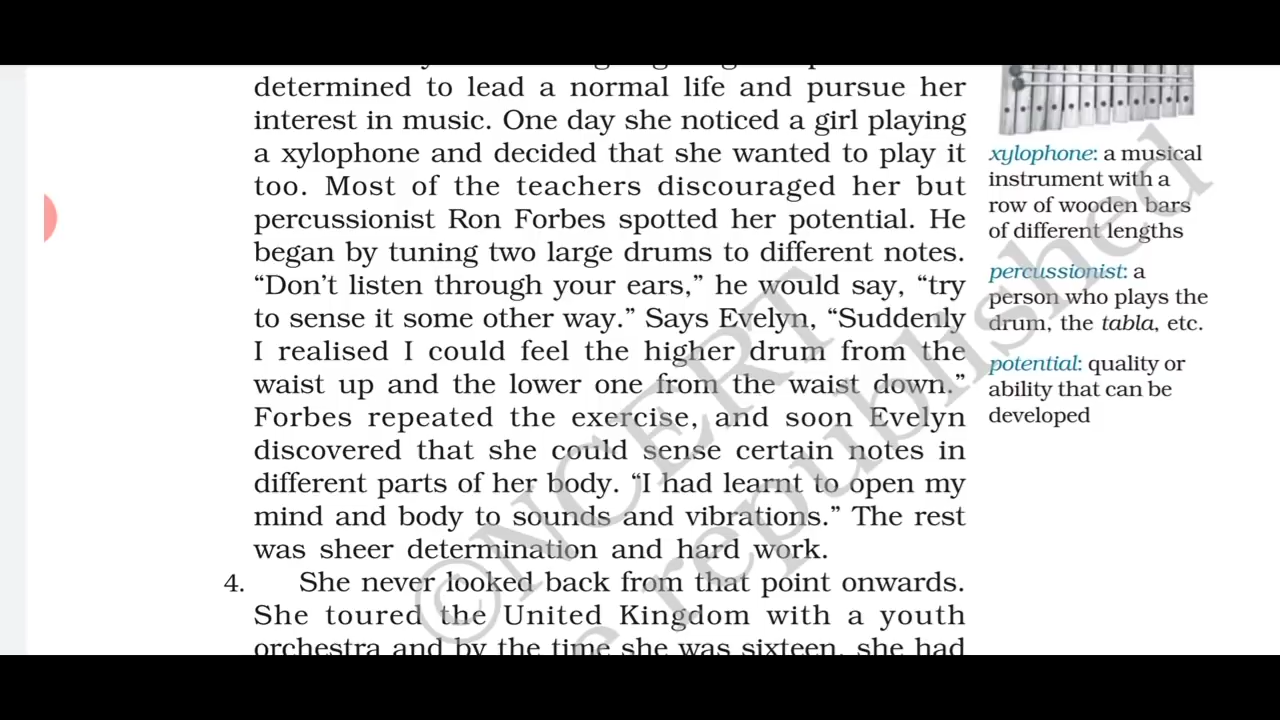 determined to lead a normal life and pursue her
interest in music. One day she noticed a girl playing
a xylophone and decided that she wanted to play it
too. Most of the teachers discouraged her but
percussionist Ron Forbes spotted her potential. He
began by tuning two large drums to different notes.
“Don’t listen through your ears,” he would say, “try
to sense it some other way.” Says Evelyn, “Suddenly
I realised I could feel the higher drum from the
waist up and the lower one from the waist down.”
Forbes repeated the exercise, and soon Evelyn
discovered that she could sense certain notes in
different parts of her body. “I had learnt to open my
mind and body to sounds and vibrations.” The rest
was sheer determination and hard work.
4. She never looked back from that point onwards.
She toured the United Kingdom with a youth
orchestra and by the time she was sixteen, she had
xylophone: a musical
instrument with a
row of wooden bars
of different lengths
percussionist: a
person who plays the
drum, the tabla, etc.
potential: quality or
ability that can be
developed
©NCERT
republished